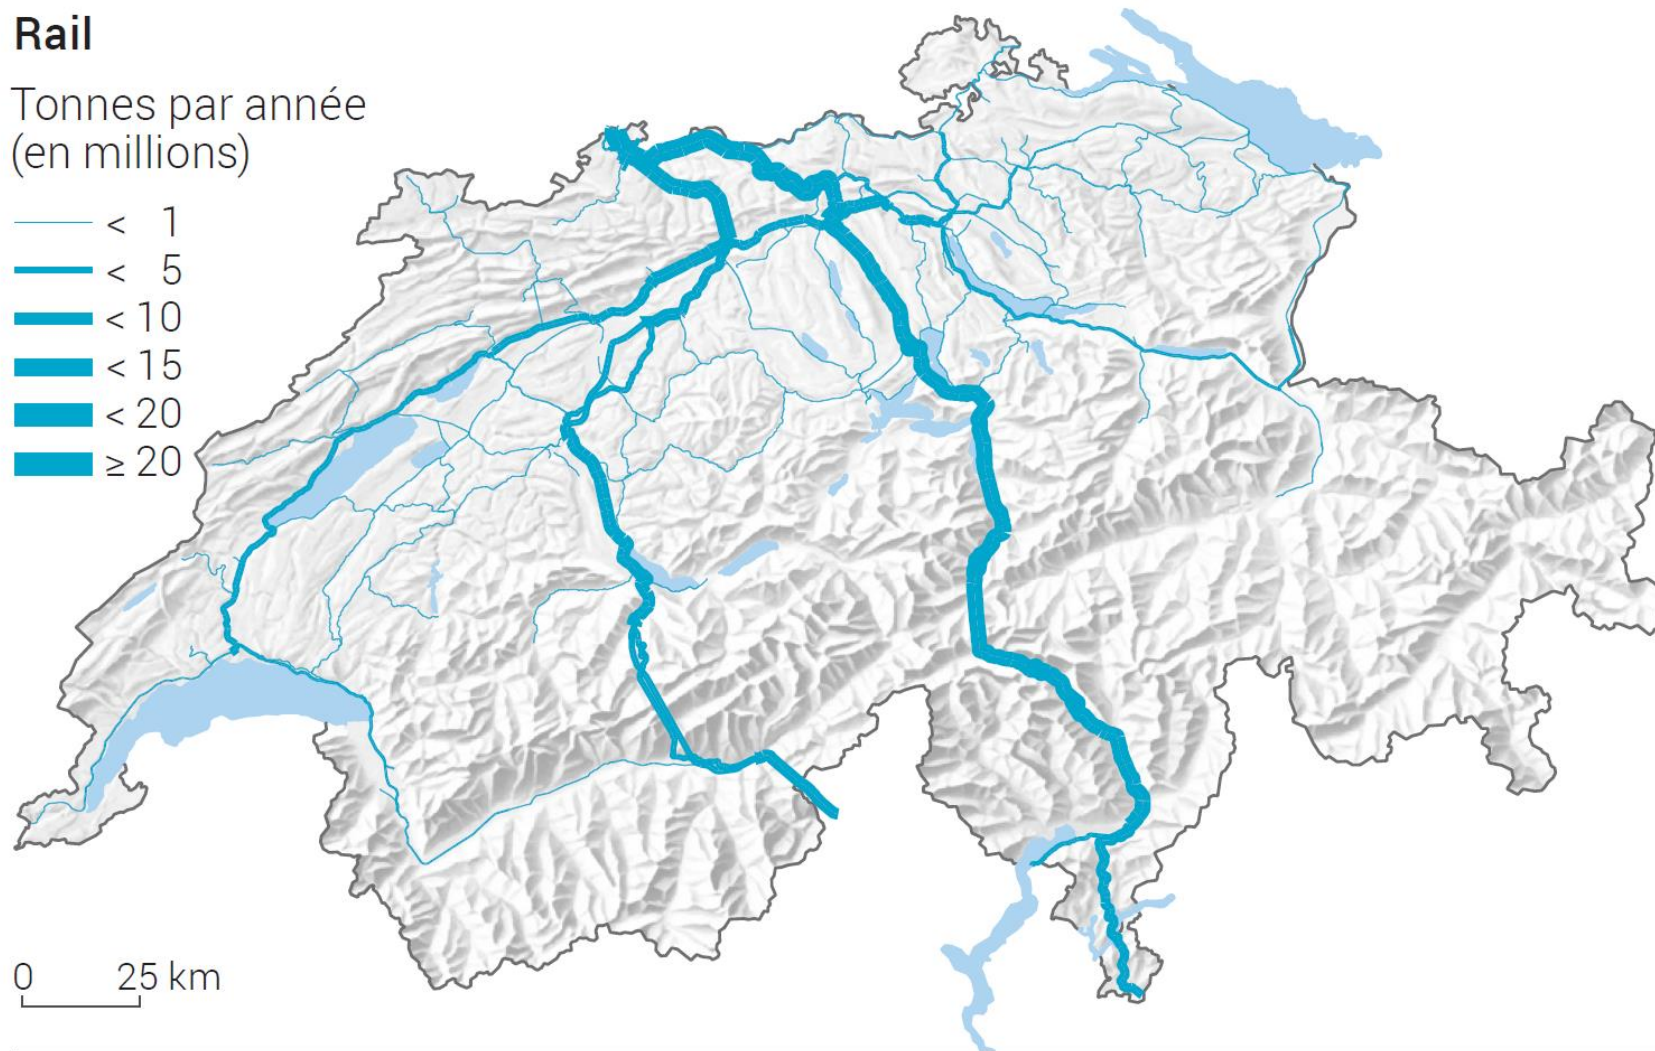 Rail
Tonnes par année
(en millions)
< 1
< 5
< 10
< 15
< 20
≥ 20
0 25 km